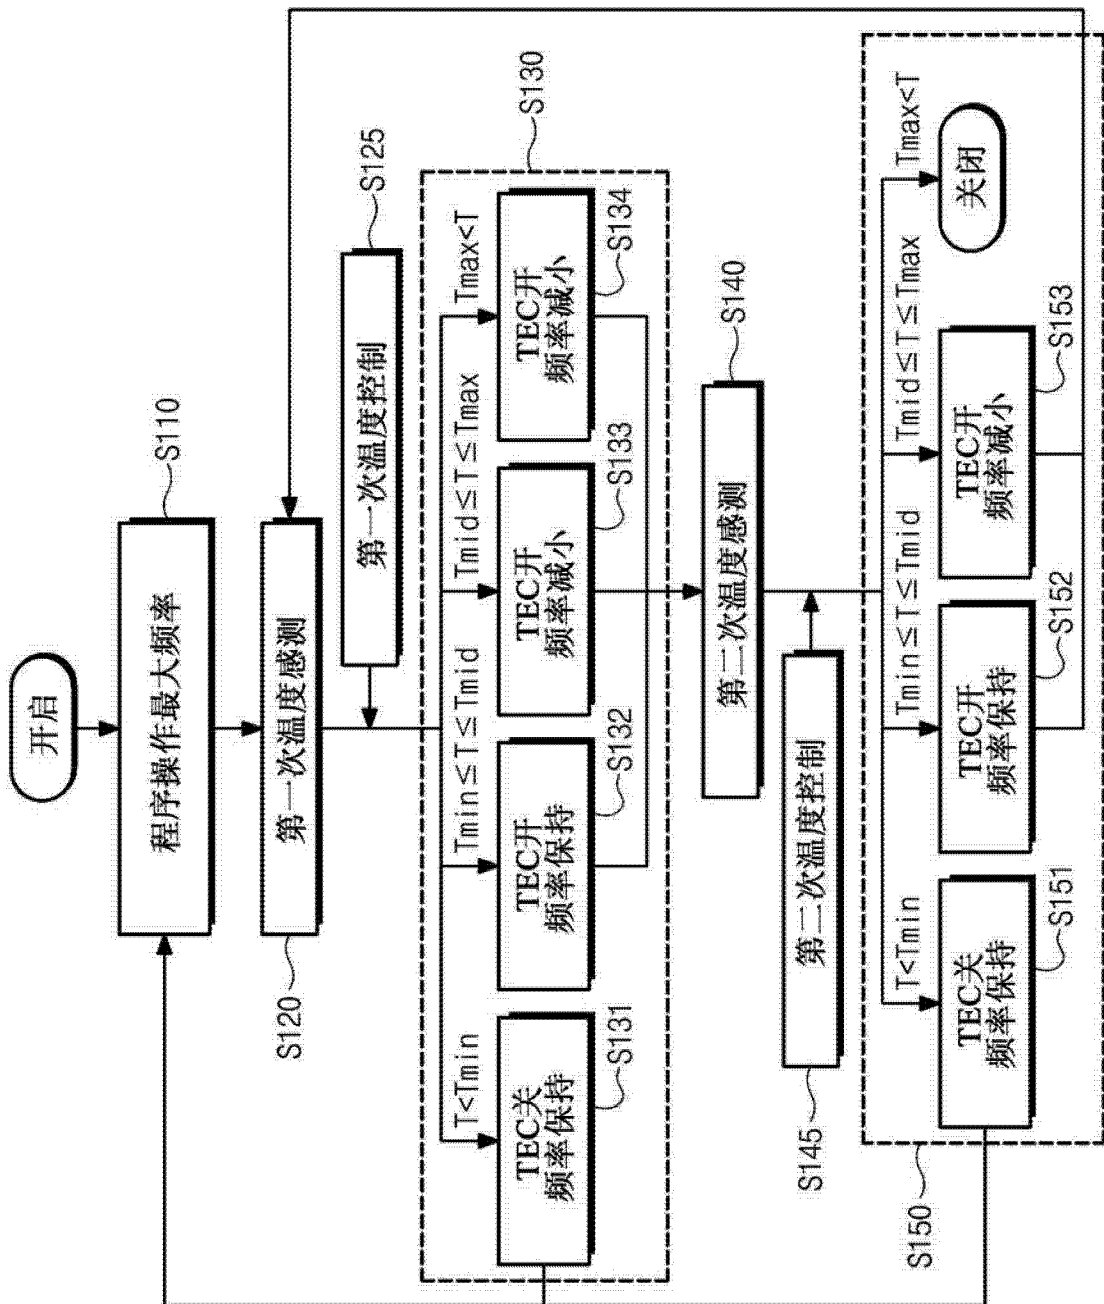 开启
程序操作最大频率
S110
第一次温度感测
S120
第一次温度控制
S125
S130
T<Tmin
Tmin≤T≤Tmid
Tmid≤T≤Tmax
Tmax<T
TEC关
频率保持
S131
TEC开
频率保持
S132
TEC开
频率减小
S133
TEC开
频率减小
S134
第二次温度感测
S140
第二次温度控制
S145
S150
T<Tmin
Tmin≤T≤Tmid
Tmid≤T≤Tmax
Tmax<T
TEC关
频率保持
S151
TEC开
频率保持
S152
TEC开
频率减小
S153
关闭